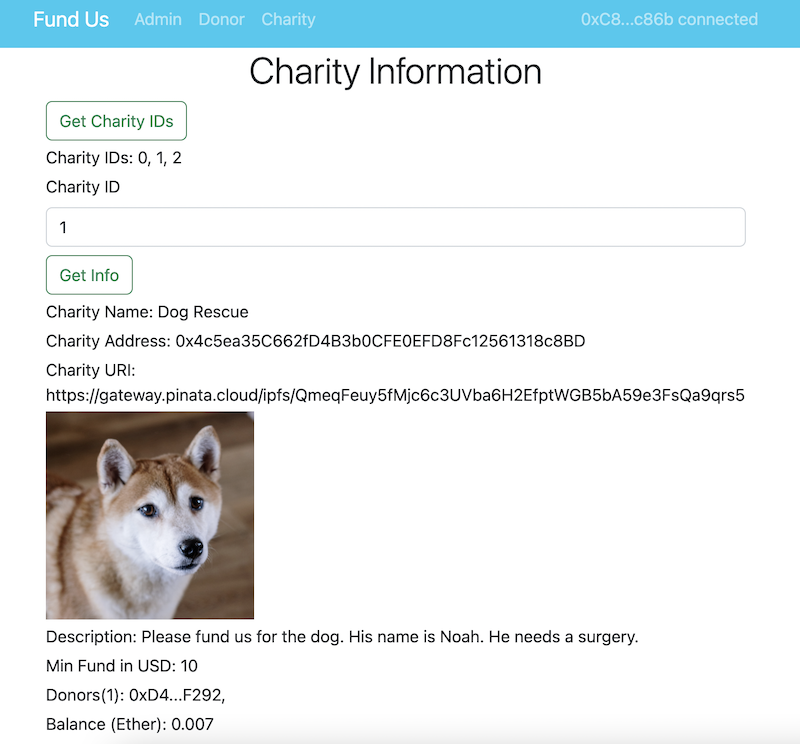 Fund Us Admin Donor Charity 0xC8...c86b connected
Charity Information
Get Charity IDs
Charity IDs: 0, 1, 2
Charity ID
1
Get Info
Charity Name: Dog Rescue
Charity Address: 0x4c5ea35C662fD4B3b0CFE0EFD8Fc12561318c8BD
Charity URI:
https://gateway.pinata.cloud/ipfs/QmeqFeuy5fMjc6c3UVba6H2EfptWGB5bA59e3FsQa9qrs5
Description: Please fund us for the dog. His name is Noah. He needs a surgery.
Min Fund in USD: 10
Donors(1): 0xD4...F292,
Balance (Ether): 0.007